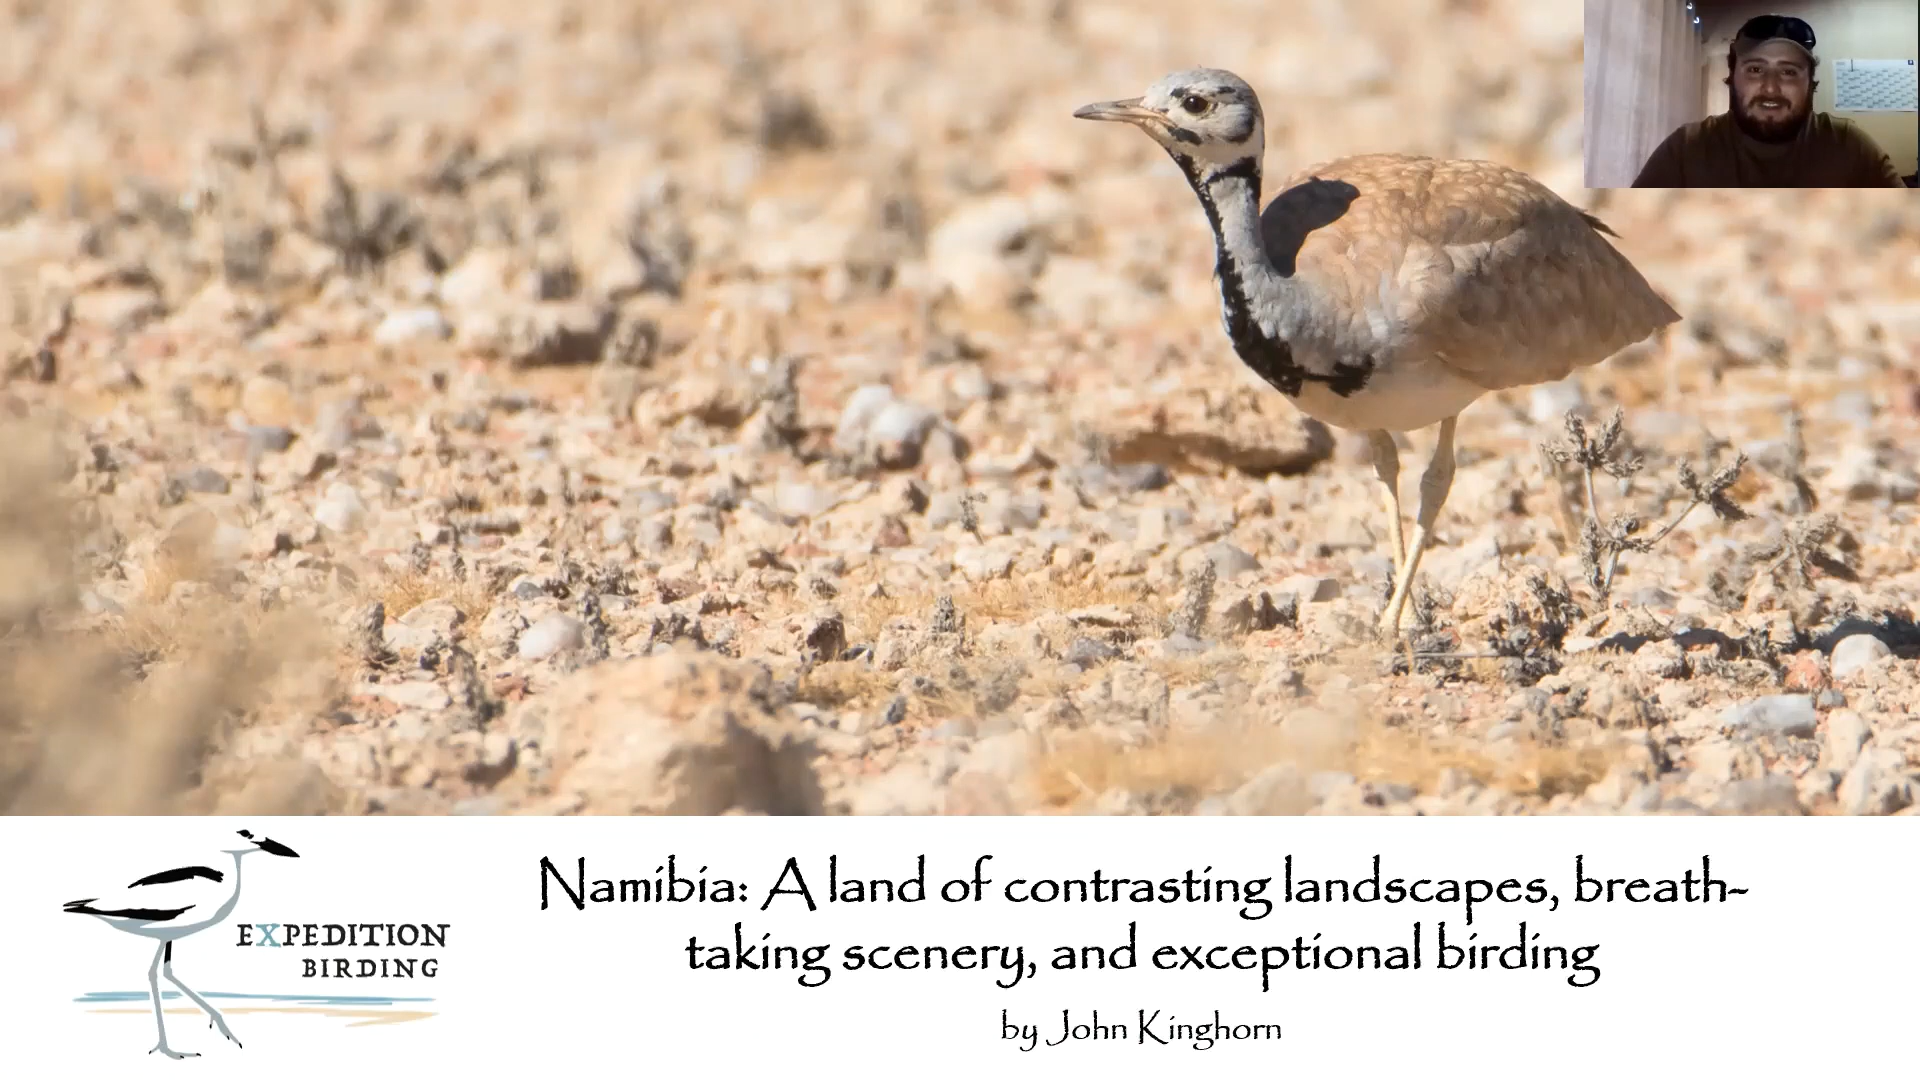 EXPEDITION
BIRDING
Namibia: A land of contrasting landscapes, breath-
taking scenery, and exceptional birding
by John Kinghorn